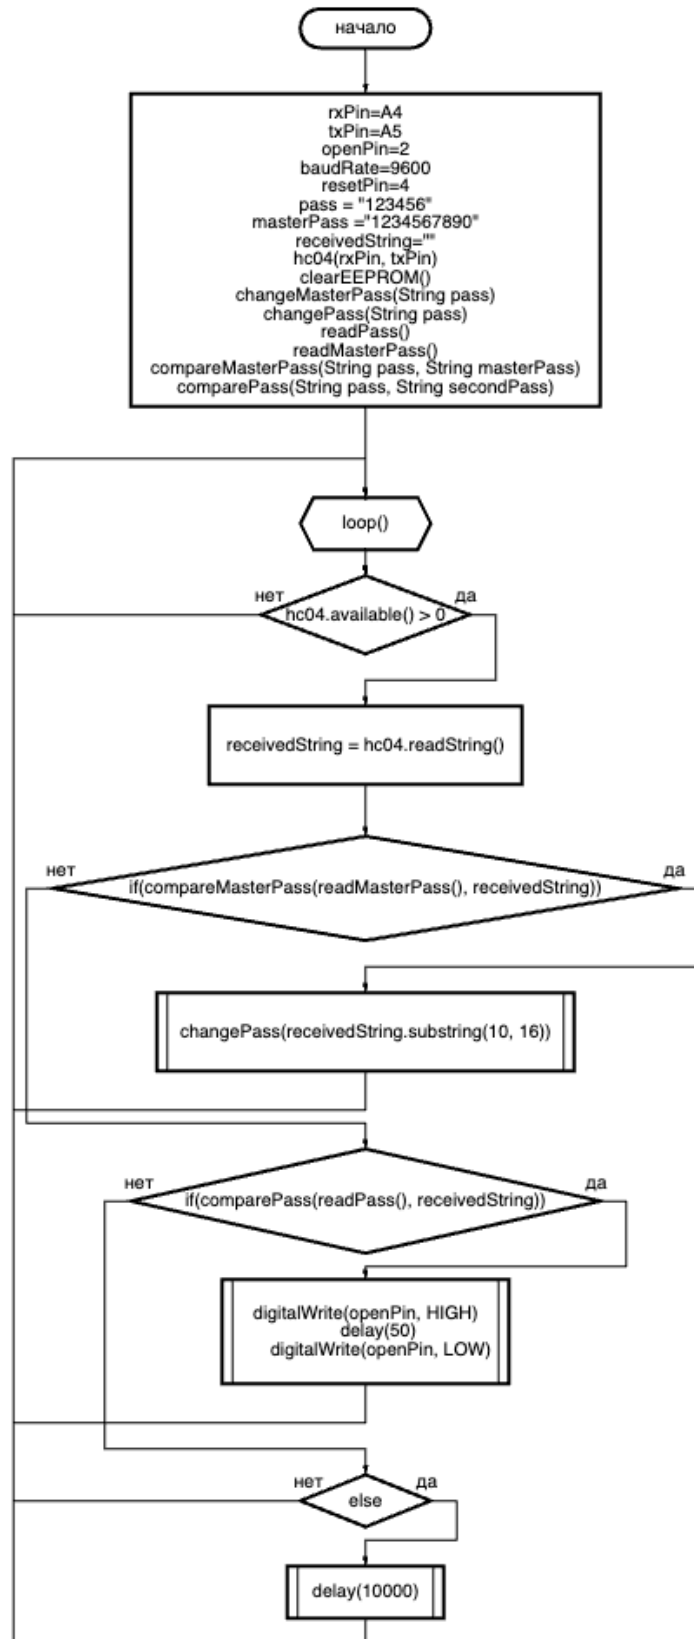 начало
rxPin=A4
txPin=A5
openPin=2
baudRate=9600
resetPin=4
pass = "123456"
masterPass ="1234567890"
receivedString=""
hc04(rxPin, txPin)
clearEEPROM()
changeMasterPass(String pass)
changePass(String pass)
readPass()
readMasterPass()
compareMasterPass(String pass, String masterPass)
comparePass(String pass, String secondPass)
loop()
нет
да
hc04.available() > 0
receivedString = hc04.readString()
нет
да
if(compareMasterPass(readMasterPass(), receivedString))
changePass(receivedString.substring(10, 16))
нет
да
if(comparePass(readPass(), receivedString))
digitalWrite(openPin, HIGH)
delay(50)
digitalWrite(openPin, LOW)
нет
да
else
delay(10000)